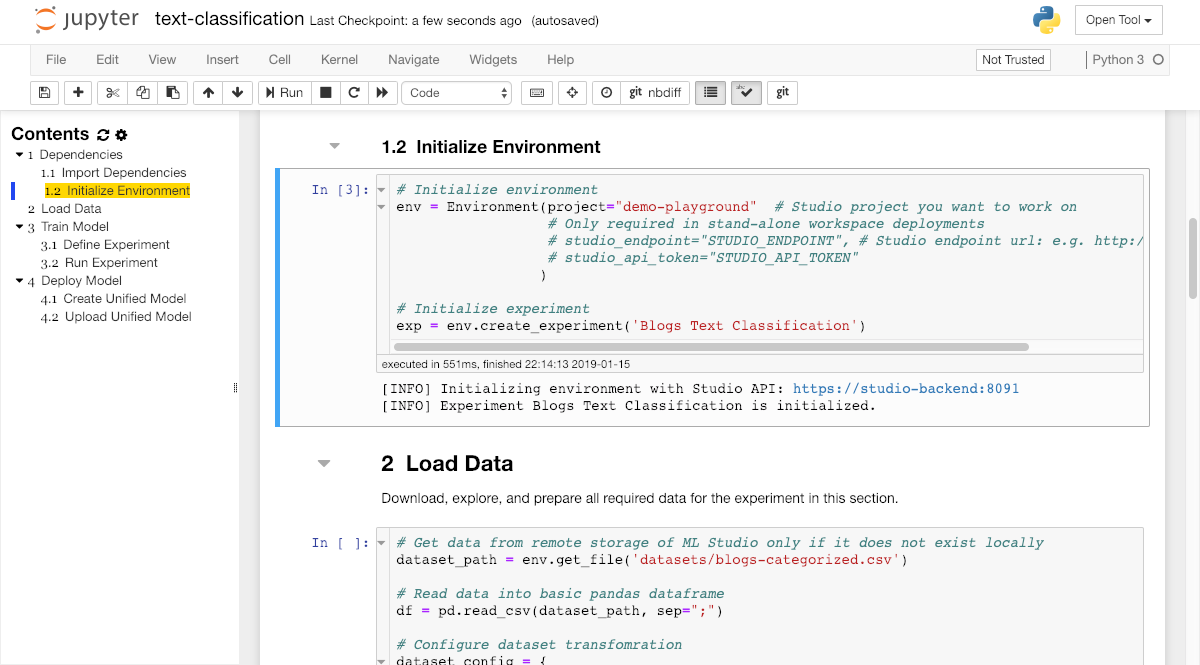 jupyter text-classification Last Checkpoint: a few seconds ago (autosaved) Open Tool
File Edit View Insert Cell Kernel Navigate Widgets Help Not Trusted Python 3
Run Code git nbdiff git
Contents
1 Dependencies
1.1 Import Dependencies
1.2 Initialize Environment
2 Load Data
3 Train Model
3.1 Define Experiment
3.2 Run Experiment
4 Deploy Model
4.1 Create Unified Model
4.2 Upload Unified Model
1.2 Initialize Environment
In [3]: # Initialize environment
env = Environment(project="demo-playground" # Studio project you want to work on
# Only required in stand-alone workspace deployments
# studio_endpoint="STUDIO_ENDPOINT", # Studio endpoint url: e.g. http:/
# studio_api_token="STUDIO_API_TOKEN"
)
# Initialize experiment
exp = env.create_experiment('Blogs Text Classification')
executed in 551ms, finished 22:14:13 2019-01-15
[INFO] Initializing environment with Studio API: https://studio-backend:8091
[INFO] Experiment Blogs Text Classification is initialized.
2 Load Data
Download, explore, and prepare all required data for the experiment in this section.
In [ ]: # Get data from remote storage of ML Studio only if it does not exist locally
dataset_path = env.get_file('datasets/blogs-categorized.csv')
# Read data into basic pandas dataframe
df = pd.read_csv(dataset_path, sep=";")
# Configure dataset transfomration
dataset_config = {